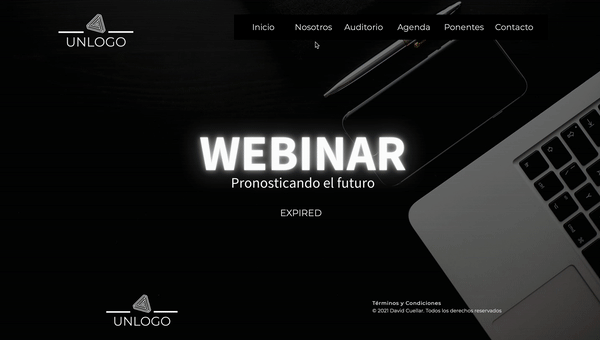 UNLOGO
Inicio Nosotros Auditorio Agenda Ponentes Contacto
WEBINAR
Pronosticando el futuro
EXPIRED
UNLOGO
Términos y Condiciones
© 2021 David Cuellar. Todos los derechos reservados